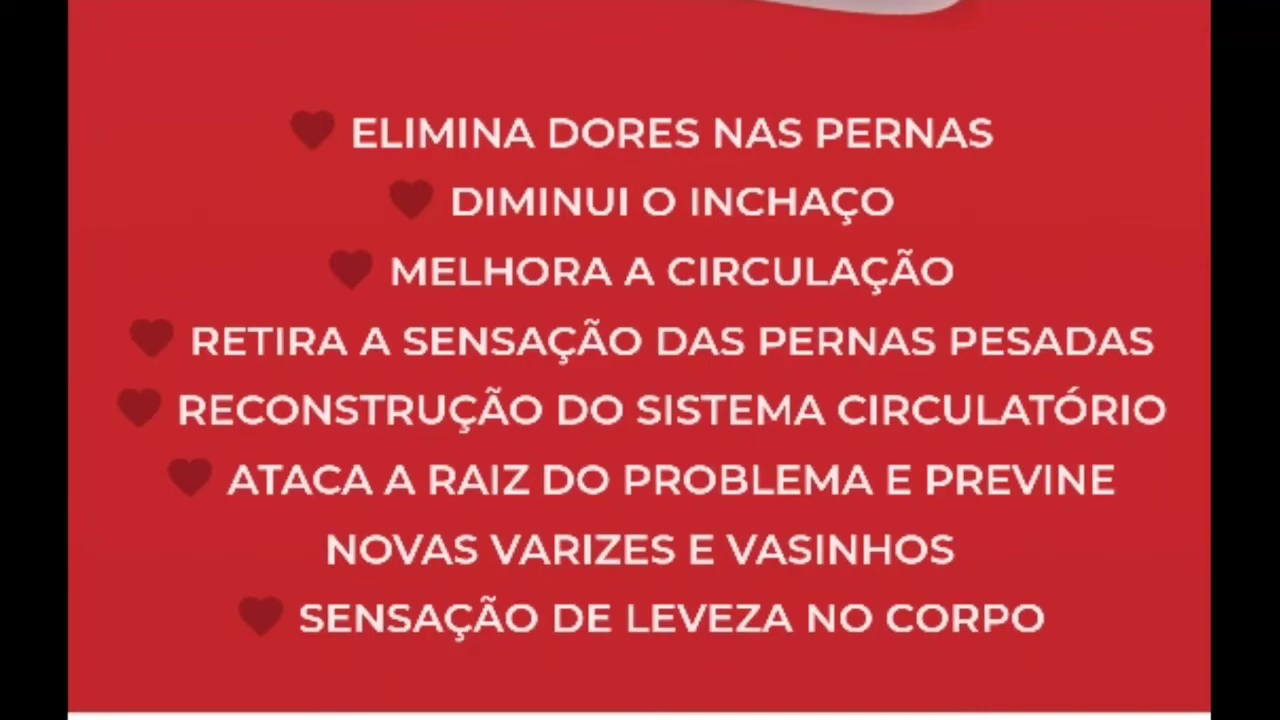 ELIMINA DORES NAS PERNAS
DIMINUI O INCHAÇO
MELHORA A CIRCULAÇÃO
RETIRA A SENSAÇÃO DAS PERNAS PESADAS
RECONSTRUÇÃO DO SISTEMA CIRCULATÓRIO
ATACA A RAIZ DO PROBLEMA E PREVINE
NOVAS VARIZES E VASINHOS
SENSAÇÃO DE LEVEZA NO CORPO